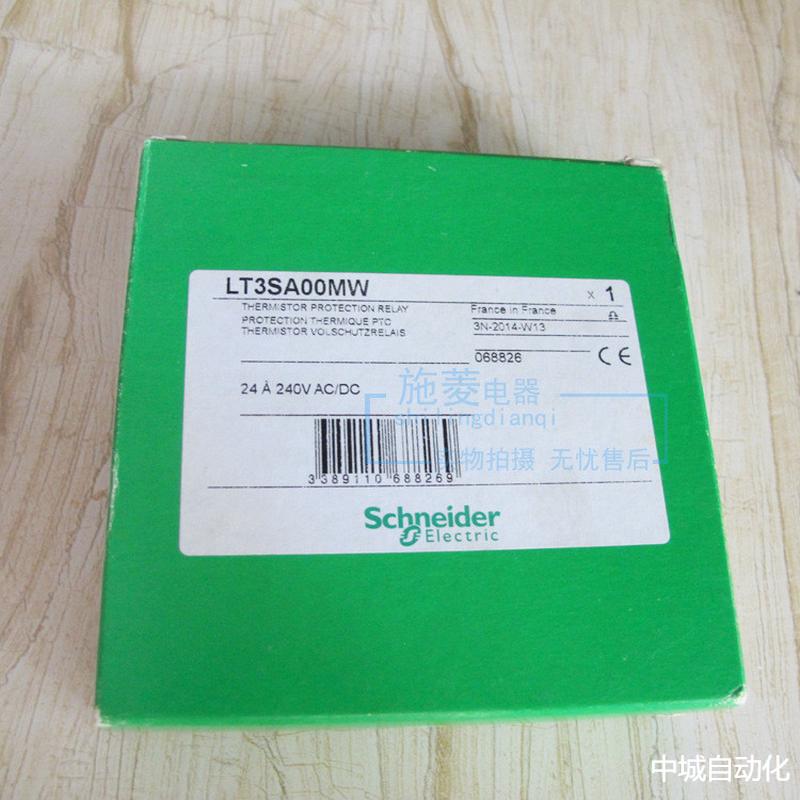 LT3SA00MW
x 1
THERMISTOR PROTECTION RELAY
PROTECTION THERMIQUE PTC
THERMISTOR VOLSCHUTZRELAIS
France in France
3N-2014-W13
068826
CE
24 À 240V AC/DC
施菱电器
shilingdianqi
实物拍摄 无忧售后
3 389110 688269
Schneider
Electric
中城自动化